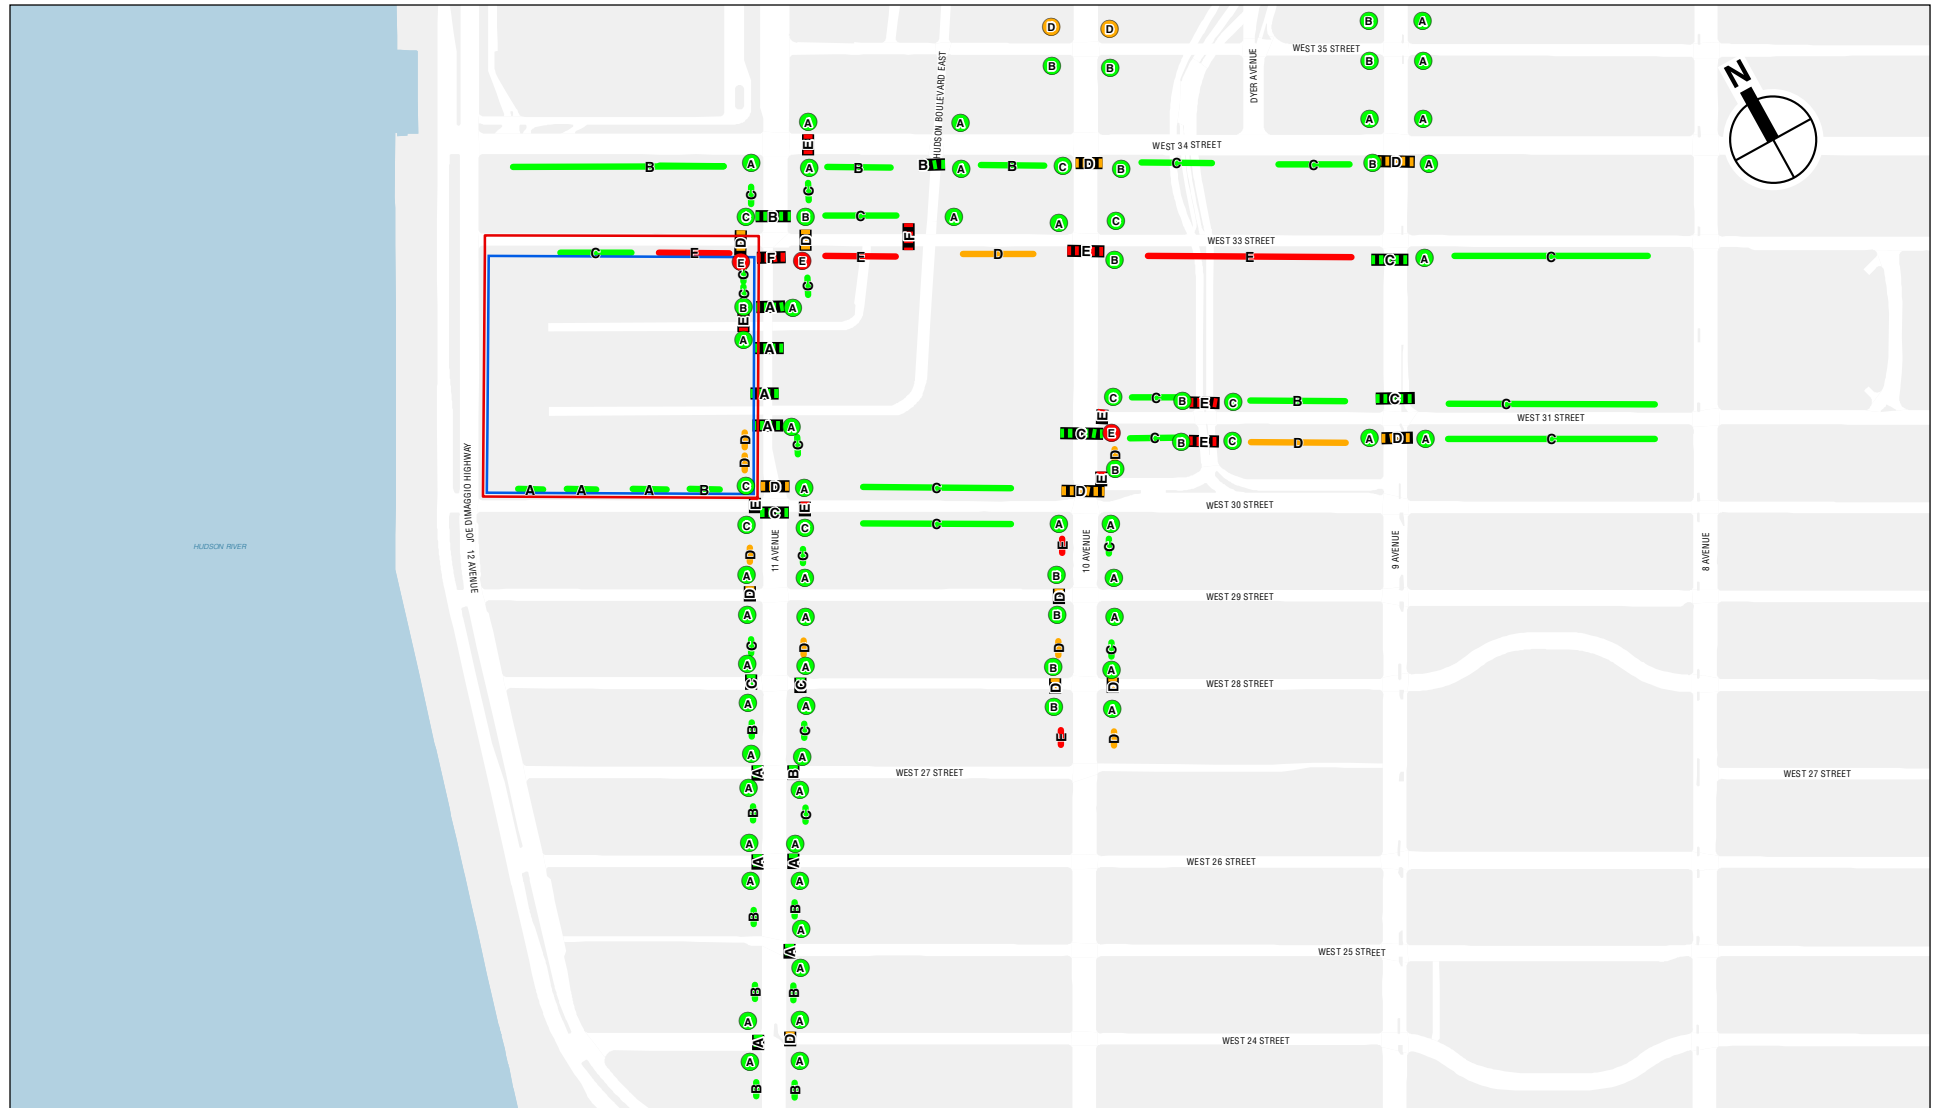 D D B A
WEST 35 STREET
B B B A
N
HUDSON BOULEVARD EAST
DYER AVENUE
A A A A
E
WEST 34 STREET
B A A B B A B C D B C C B D A
C C
C B B C A A C
D D F
WEST 33 STREET
C E E F E E D E B E C A C
C C
C
B A A
E
A A
A C C B E C B C C
E
WEST 31 STREET
A A C E C B E C D A D A C
D C
D D B
E
A A A B C D A C D
WEST 30 STREET
E C E
C C C A A
JOE DIMAGGIO HIGHWAY
12 AVENUE
11 AVENUE
10 AVENUE
9 AVENUE
8 AVENUE
HUDSON RIVER
E C
D C
A A B A
D D
WEST 29 STREET
A A B A
C D D C
A A B A
C C D D
WEST 28 STREET
A A B A
B C E D
A A
A B
WEST 27 STREET
WEST 27 STREET
A A
B C
A A
A A
WEST 26 STREET
A A
B B
A
A
WEST 25 STREET
A
B B
A A
A D
WEST 24 STREET
A A
B B